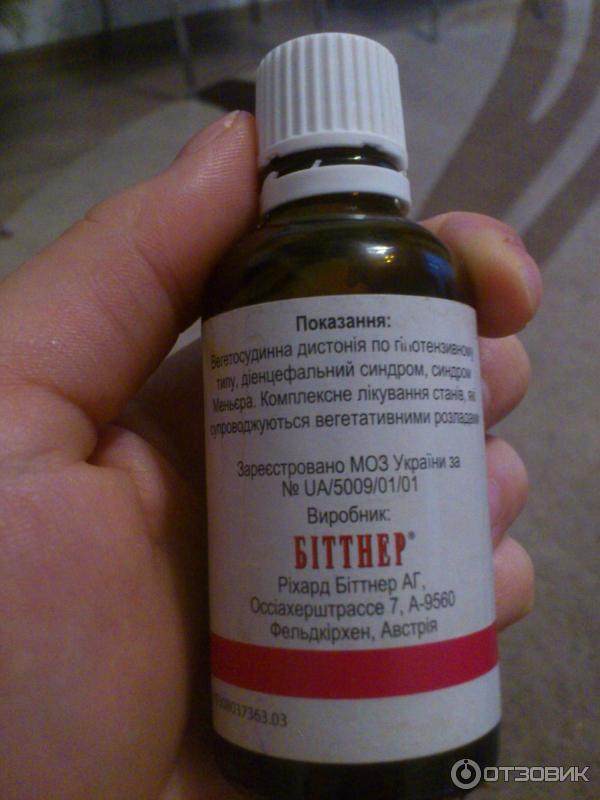 Показання:
Вегетосудинна дистонія по гіпотензивному
типу, діенцефальний синдром, синдром
Меньєра. Комплексне лікування станів, які
супроводжуються вегетативними розладами
Зареєстровано МОЗ України за
№ UA/5009/01/01
Виробник:
БІТТНЕР®
Ріхард Біттнер АГ,
Оссіахерштрассе 7, А-9560
Фельдкірхен, Австрія
ОТЗОВИК